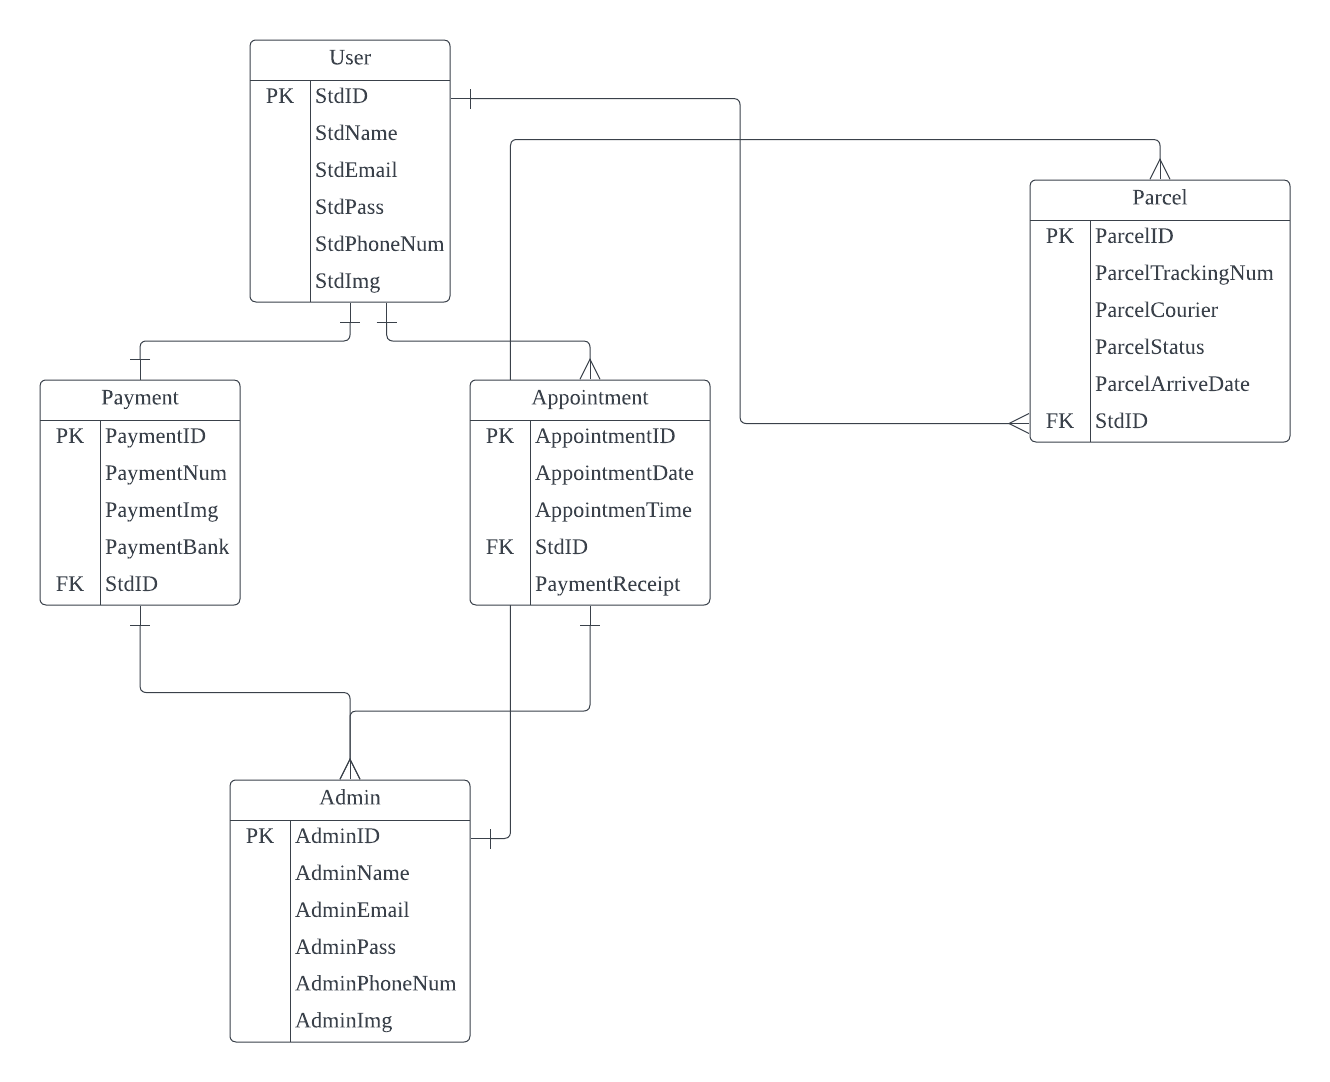 User
PK StdID
StdName
StdEmail
StdPass
StdPhoneNum
StdImg
Parcel
PK ParcelID
ParcelTrackingNum
ParcelCourier
ParcelStatus
ParcelArriveDate
FK StdID
Payment
PK PaymentID
PaymentNum
PaymentImg
PaymentBank
FK StdID
Appointment
PK AppointmentID
AppointmentDate
AppointmenTime
FK StdID
PaymentReceipt
Admin
PK AdminID
AdminName
AdminEmail
AdminPass
AdminPhoneNum
AdminImg